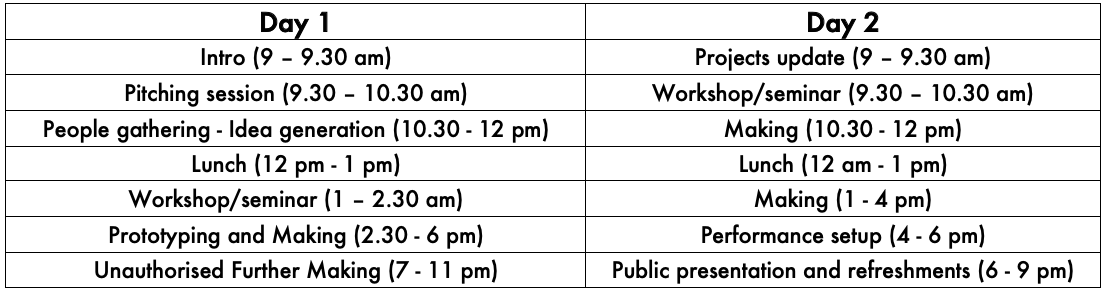 Day 1 Day 2
Intro (9 – 9.30 am) Projects update (9 – 9.30 am)
Pitching session (9.30 – 10.30 am) Workshop/seminar (9.30 – 10.30 am)
People gathering - Idea generation (10.30 - 12 pm) Making (10.30 - 12 pm)
Lunch (12 pm - 1 pm) Lunch (12 am - 1 pm)
Workshop/seminar (1 – 2.30 am) Making (1 - 4 pm)
Prototyping and Making (2.30 - 6 pm) Performance setup (4 - 6 pm)
Unauthorised Further Making (7 - 11 pm) Public presentation and refreshments (6 - 9 pm)